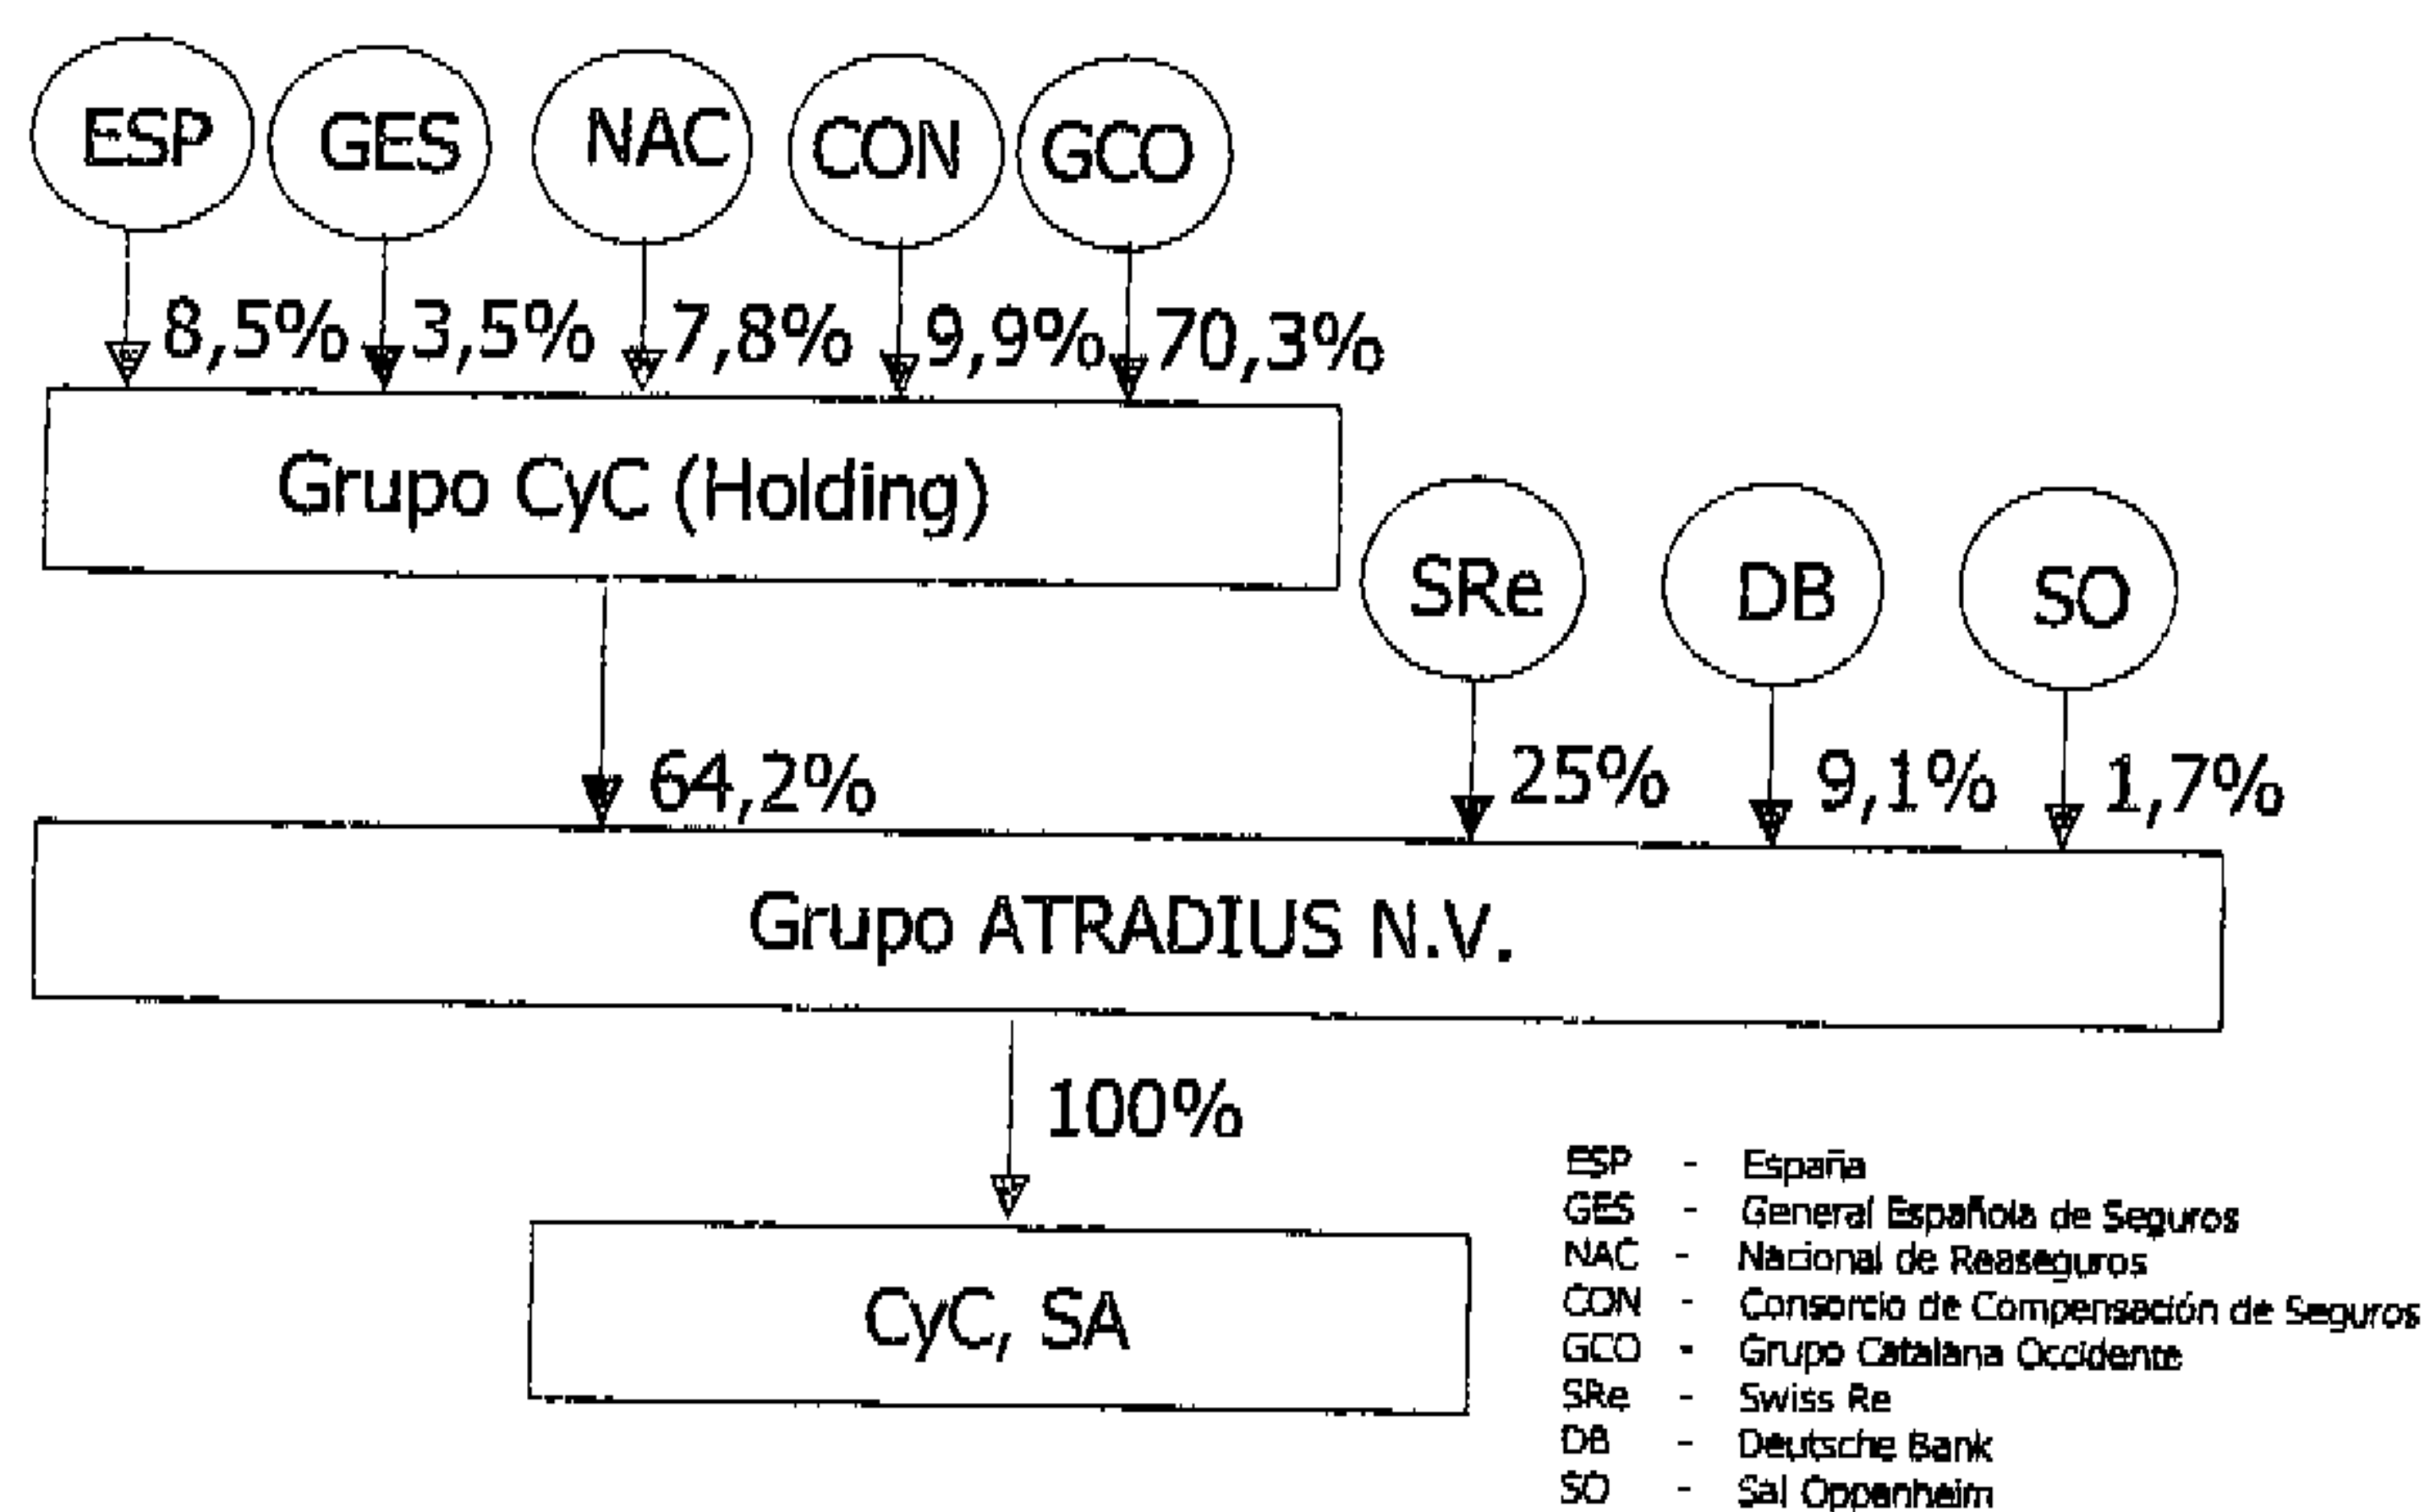 ESP GES NAC CON GCO
8,5% 3,5% 7,8% 9,9% 70,3%
Grupo CyC (Holding)
SRe DB SO
64,2% 25% 9,1% 1,7%
Grupo ATRADIUS N.V.
100%
CyC, SA
ESP - España
GES - General Española de Seguros
NAC - Nacional de Reaseguros
CON - Consorcio de Compensación de Seguros
GCO - Grupo Catalana Occidente
SRe - Swiss Re
DB - Deutsche Bank
SO - Sal Oppenheim